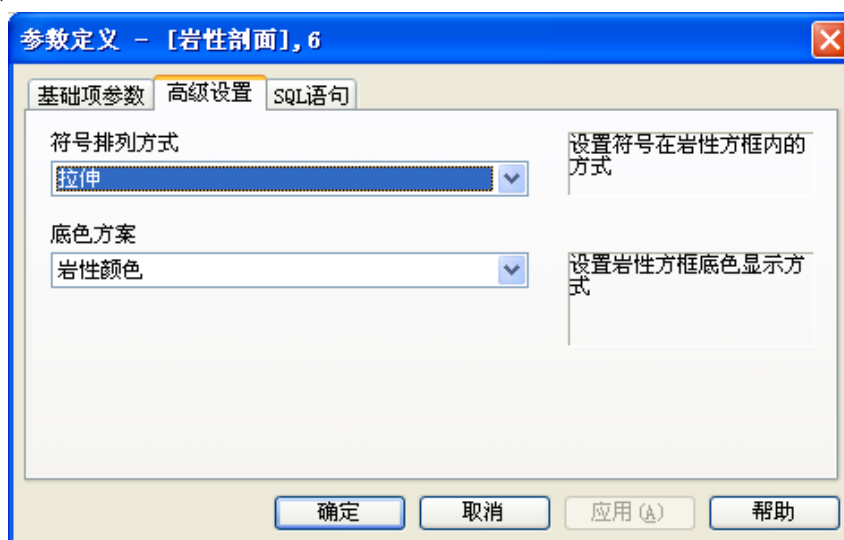 参数定义 - [岩性剖面],6
基础项参数 高级设置 SQL语句
符号排列方式
设置符号在岩性方框内的
方式
拉伸
底色方案
设置岩性方框底色显示方
式
岩性颜色
确定 取消 应用(A) 帮助